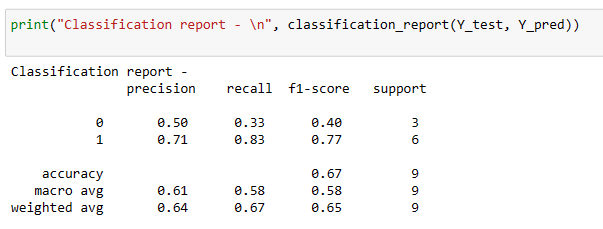 print("Classification report - \n", classification_report(Y_test, Y_pred))
Classification report -
precision recall f1-score support
0 0.50 0.33 0.40 3
1 0.71 0.83 0.77 6
accuracy 0.67 9
macro avg 0.61 0.58 0.58 9
weighted avg 0.64 0.67 0.65 9